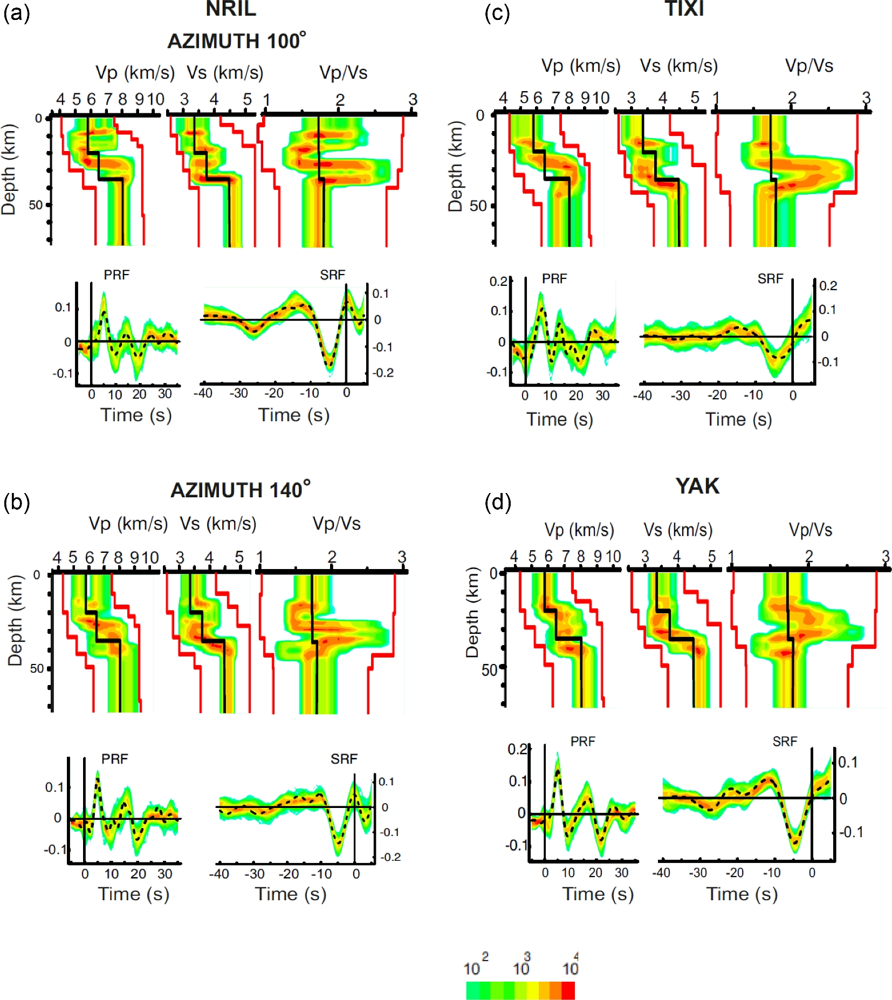 (a)
NRIL
AZIMUTH 100°
Vp (km/s) Vs (km/s) Vp/Vs
4 5 6 7 8 9 10 3 4 5 1 2 3
0
50
Depth (km)
PRF SRF
0.1
0
-0.1
0.1
0
-0.1
-0.2
0 10 20 30 -40 -30 -20 -10 0
Time (s) Time (s)
(c)
TIXI
Vp (km/s) Vs (km/s) Vp/Vs
4 5 6 7 8 9 10 3 4 5 1 2 3
0
50
Depth (km)
PRF SRF
0.2
0.1
0
-0.1
0.2
0.1
0
-0.1
0 10 20 30 -40 -30 -20 -10 0
Time (s) Time (s)
(b)
AZIMUTH 140°
Vp (km/s) Vs (km/s) Vp/Vs
4 5 6 7 8 9 10 3 4 5 1 2 3
0
50
Depth (km)
PRF SRF
0.1
0
-0.1
0.1
0
-0.1
-0.2
0 10 20 30 -40 -30 -20 -10 0
Time (s) Time (s)
(d)
YAK
Vp (km/s) Vs (km/s) Vp/Vs
4 5 6 7 8 9 10 3 4 5 1 2 3
0
50
Depth (km)
PRF SRF
0.2
0.1
0
-0.1
0.1
0
-0.1
0 10 20 30 -40 -30 -20 -10 0
Time (s) Time (s)
10² 10³ 10⁴